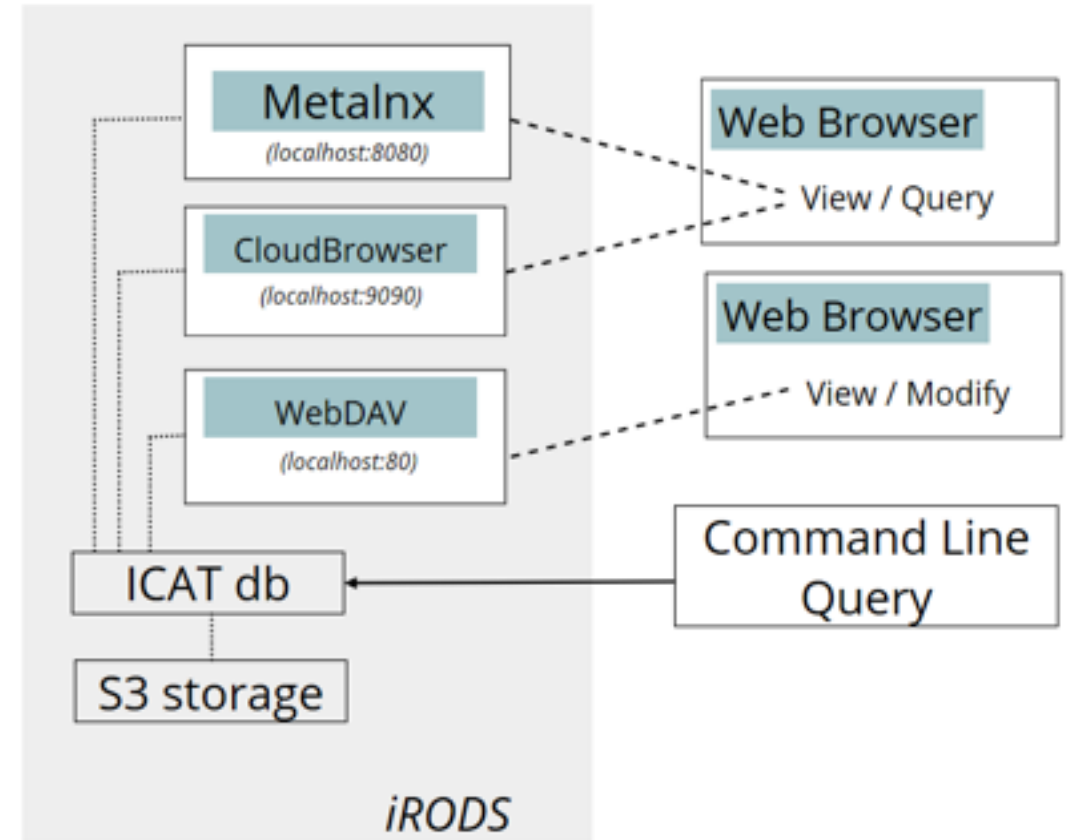 Metalnx
(localhost:8080)
CloudBrowser
(localhost:9090)
WebDAV
(localhost:80)
ICAT db
S3 storage
iRODS
Web Browser
View / Query
Web Browser
View / Modify
Command Line
Query